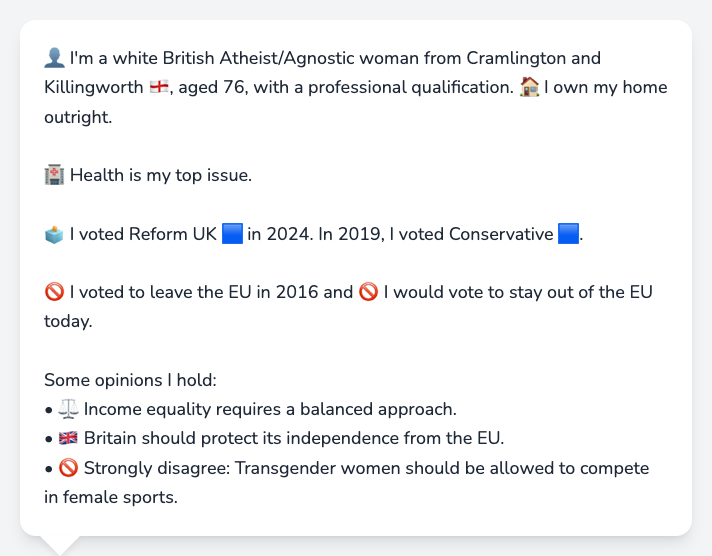 👤 I'm a white British Atheist/Agnostic woman from Cramlington and
Killingworth 🏴󠁧󠁢󠁥󠁮󠁧󠁿, aged 76, with a professional qualification. 🏠 I own my home
outright.
🏥 Health is my top issue.
🗳️ I voted Reform UK 🟦 in 2024. In 2019, I voted Conservative 🟦.
🚫 I voted to leave the EU in 2016 and 🚫 I would vote to stay out of the EU
today.
Some opinions I hold:
• ⚖️ Income equality requires a balanced approach.
• 🇬🇧 Britain should protect its independence from the EU.
• 🚫 Strongly disagree: Transgender women should be allowed to compete
in female sports.